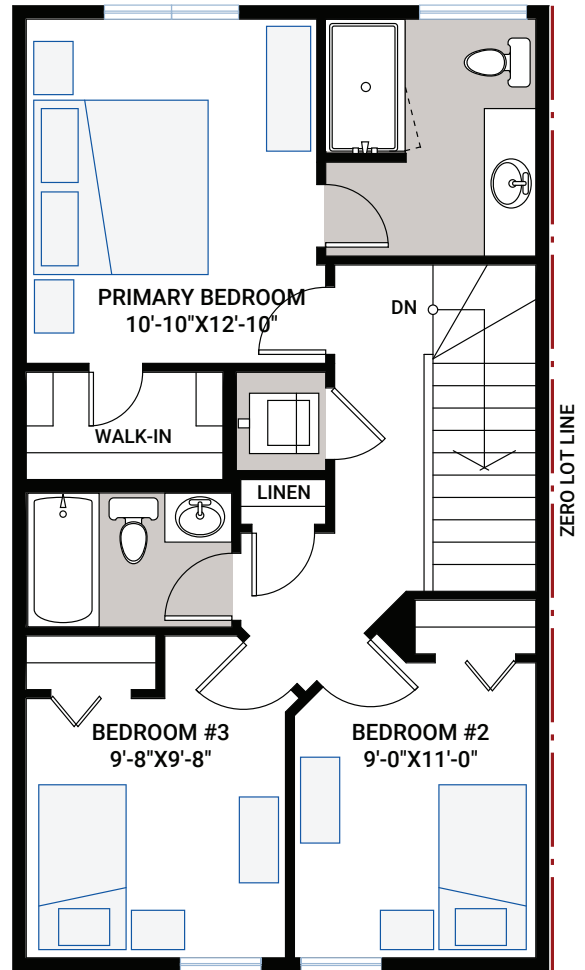 PRIMARY BEDROOM
10'-10"X12'-10"
DN
WALK-IN
LINEN
ZERO LOT LINE
BEDROOM #3
9'-8"X9'-8"
BEDROOM #2
9'-0"X11'-0"